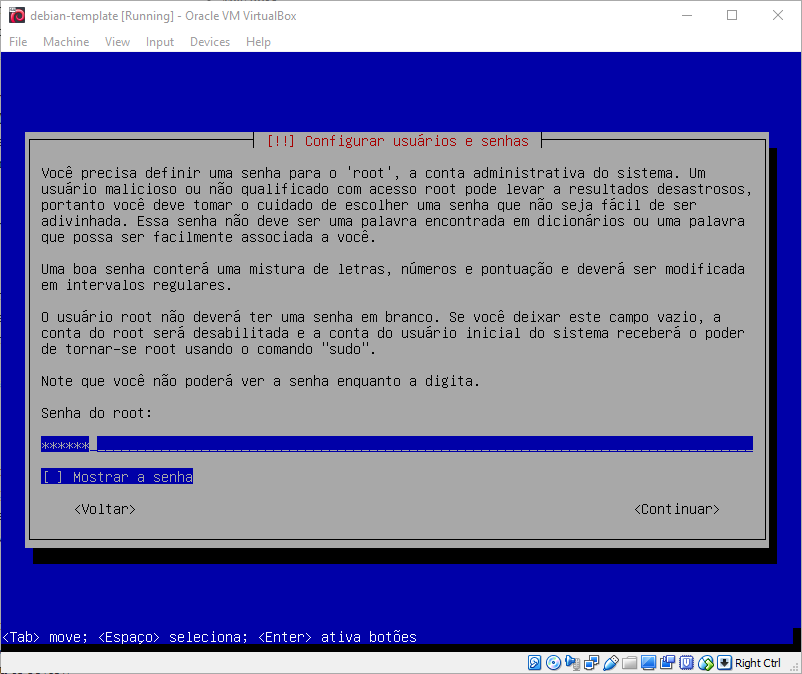 debian-template [Running] - Oracle VM VirtualBox
File Machine View Input Devices Help
[!!] Configurar usuários e senhas
Você precisa definir uma senha para o 'root', a conta administrativa do sistema. Um
usuário malicioso ou não qualificado com acesso root pode levar a resultados desastrosos,
portanto você deve tomar o cuidado de escolher uma senha que não seja fácil de ser
adivinhada. Essa senha não deve ser uma palavra encontrada em dicionários ou uma palavra
que possa ser facilmente associada a você.
Uma boa senha conterá uma mistura de letras, números e pontuação e deverá ser modificada
em intervalos regulares.
O usuário root não deverá ter uma senha em branco. Se você deixar este campo vazio, a
conta do root será desabilitada e a conta do usuário inicial do sistema receberá o poder
de tornar-se root usando o comando "sudo".
Note que você não poderá ver a senha enquanto a digita.
Senha do root:
******
[ ] Mostrar a senha
<Voltar> <Continuar>
<Tab> move; <Espaço> seleciona; <Enter> ativa botões
Right Ctrl